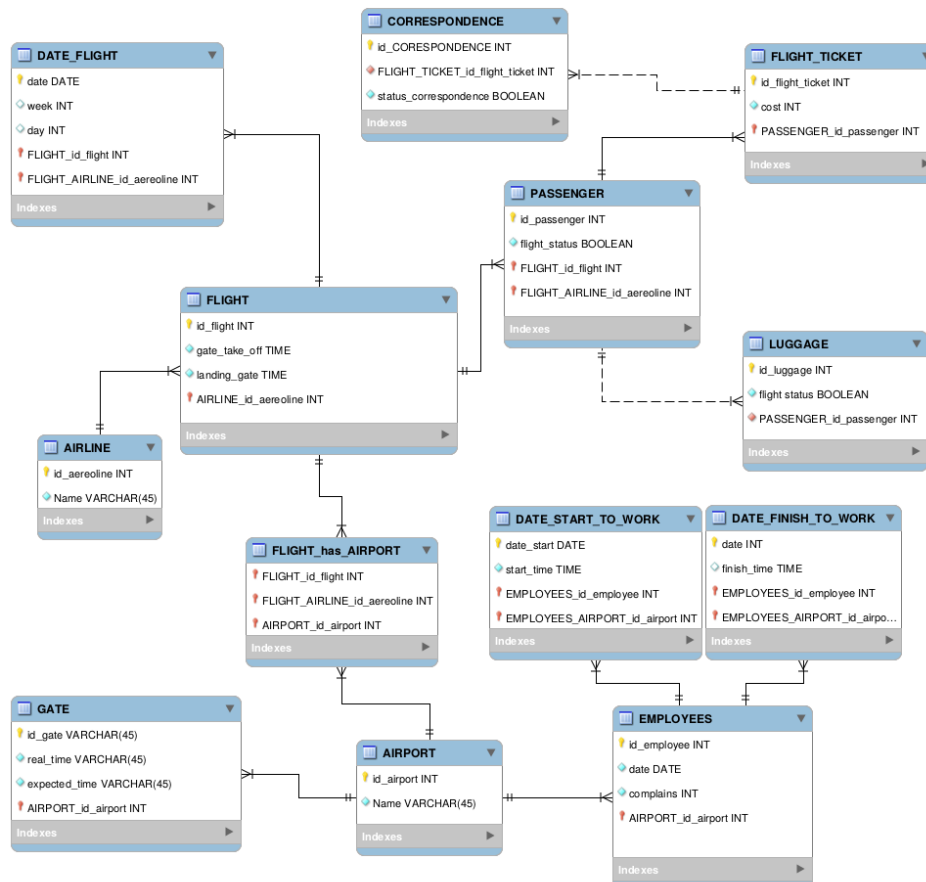 CORRESPONDENCE
id_CORESPONDENCE INT
FLIGHT_TICKET_id_flight_ticket INT
status_correspondence BOOLEAN
Indexes
DATE_FLIGHT
date DATE
week INT
day INT
FLIGHT_id_flight INT
FLIGHT_AIRLINE_id_aereoline INT
Indexes
FLIGHT_TICKET
id_flight_ticket INT
cost INT
PASSENGER_id_passenger INT
Indexes
PASSENGER
id_passenger INT
flight_status BOOLEAN
FLIGHT_id_flight INT
FLIGHT_AIRLINE_id_aereoline INT
Indexes
FLIGHT
id_flight INT
gate_take_off TIME
landing_gate TIME
AIRLINE_id_aereoline INT
Indexes
LUGGAGE
id_luggage INT
flight status BOOLEAN
PASSENGER_id_passenger INT
Indexes
AIRLINE
id_aereoline INT
Name VARCHAR(45)
Indexes
FLIGHT_has_AIRPORT
FLIGHT_id_flight INT
FLIGHT_AIRLINE_id_aereoline INT
AIRPORT_id_airport INT
Indexes
DATE_START_TO_WORK
date_start DATE
start_time TIME
EMPLOYEES_id_employee INT
EMPLOYEES_AIRPORT_id_airport INT
Indexes
DATE_FINISH_TO_WORK
date INT
finish_time TIME
EMPLOYEES_id_employee INT
EMPLOYEES_AIRPORT_id_airpo...
Indexes
GATE
id_gate VARCHAR(45)
real_time VARCHAR(45)
expected_time VARCHAR(45)
AIRPORT_id_airport INT
Indexes
AIRPORT
id_airport INT
Name VARCHAR(45)
Indexes
EMPLOYEES
id_employee INT
date DATE
complains INT
AIRPORT_id_airport INT
Indexes